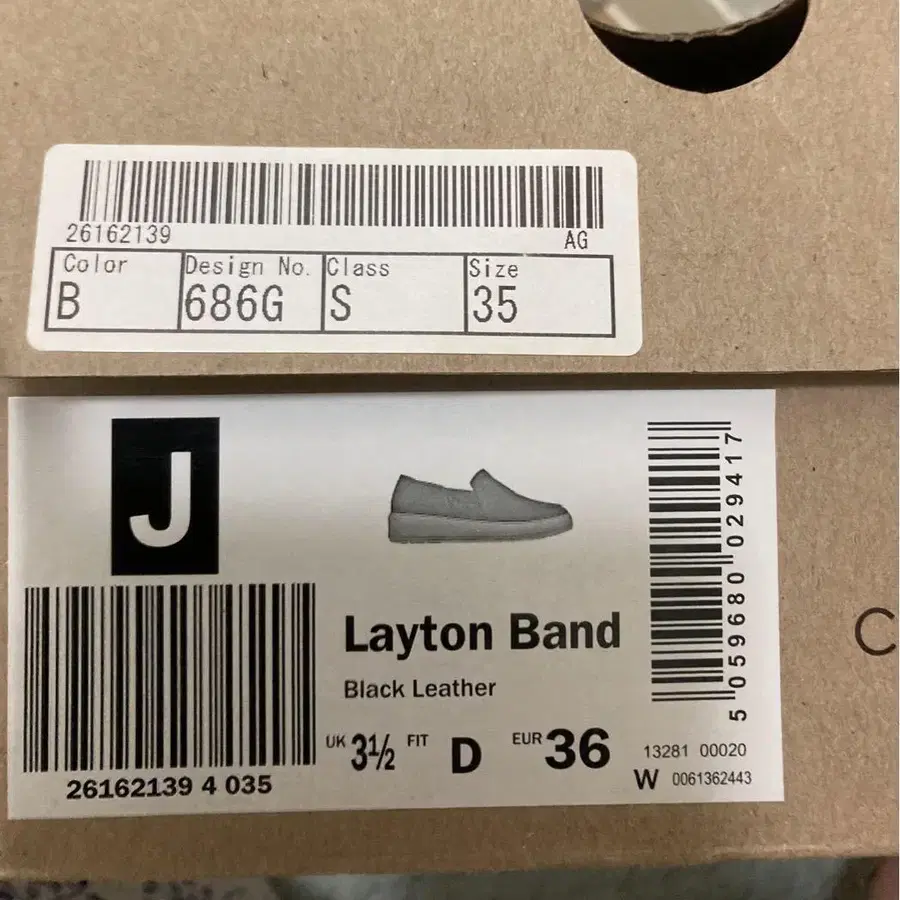 26162139 AG
Color Design No. Class Size
B 686G S 35
J
Layton Band
Black Leather
UK 3½ FIT D EUR 36
26162139 4 035
5 059680 029417
13281 00020
W 0061362443
C